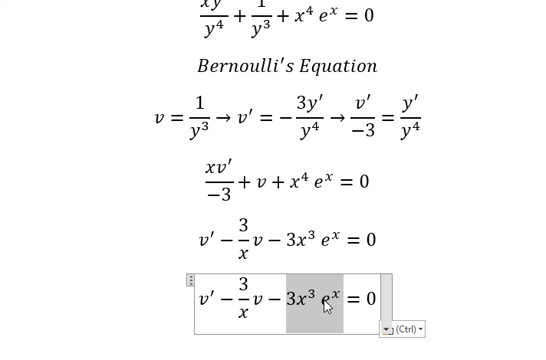 xy/y⁴ + 1/y³ + x⁴ eˣ = 0
Bernoulli's Equation
v = 1/y³ → v′ = −3y′/y⁴ → v′/−3 = y′/y⁴
xv′/−3 + v + x⁴ eˣ = 0
v′ − 3/x v − 3x³ eˣ = 0
v′ − 3/x v − 3x³ eˣ = 0
(Ctrl)